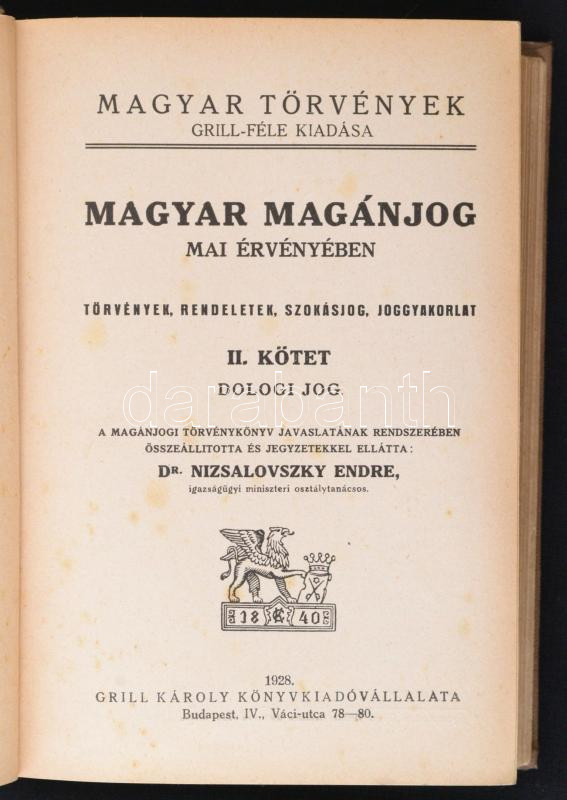 MAGYAR TÖRVÉNYEK
GRILL-FÉLE KIADÁSA
MAGYAR MAGÁNJOG
MAI ÉRVÉNYÉBEN
TÖRVÉNYEK, RENDELETEK, SZOKÁSJOG, JOGGYAKORLAT
II. KÖTET
DOLOGI JOG.
darabanth
A MAGÁNJOGI TÖRVÉNYKÖNYV JAVASLATÁNAK RENDSZERÉBEN
ÖSSZEÁLLITOTTA ÉS JEGYZETEKKEL ELLÁTTA:
DR. NIZSALOVSZKY ENDRE,
igazságügyi miniszteri osztálytanácsos.
18 40
1928.
GRILL KÁROLY KÖNYVKIADÓVÁLLALATA
Budapest, IV., Váci-utca 78—80.